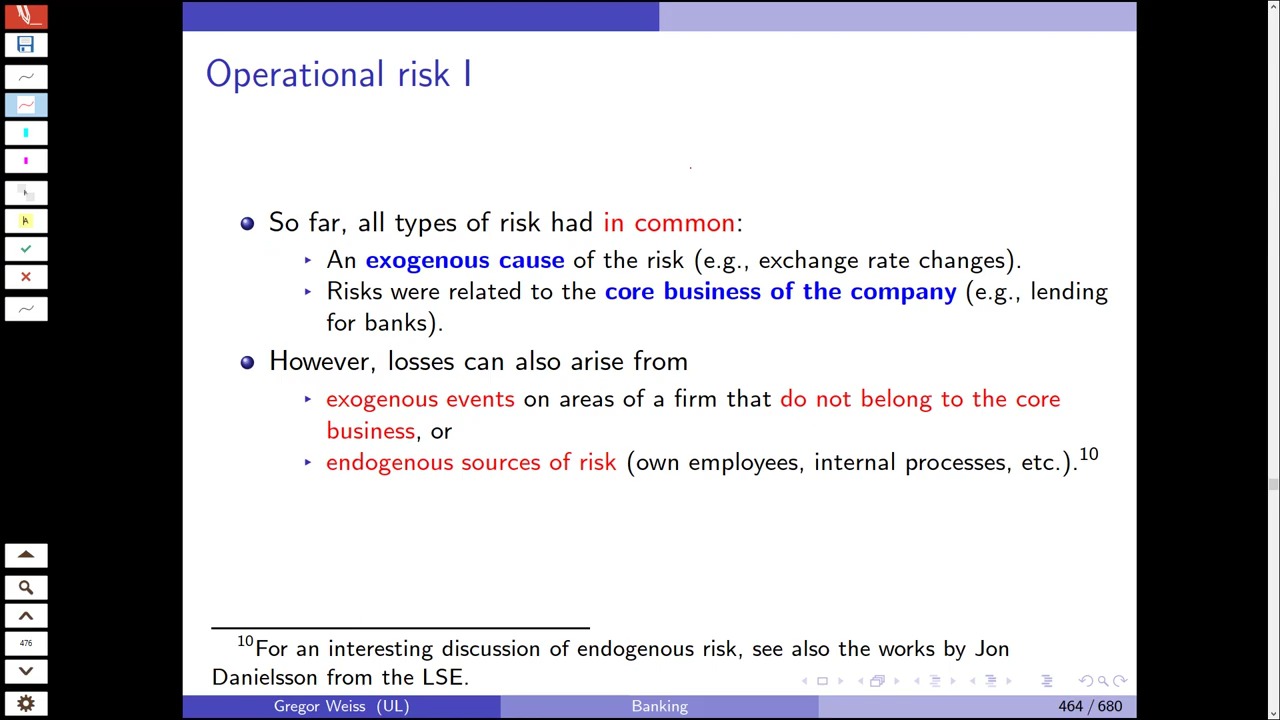 Operational risk I
So far, all types of risk had in common:
An exogenous cause of the risk (e.g., exchange rate changes).
Risks were related to the core business of the company (e.g., lending
for banks).
However, losses can also arise from
exogenous events on areas of a firm that do not belong to the core
business, or
endogenous sources of risk (own employees, internal processes, etc.).10
10For an interesting discussion of endogenous risk, see also the works by Jon
Danielsson from the LSE.
476
Gregor Weiss (UL) Banking 464 / 680